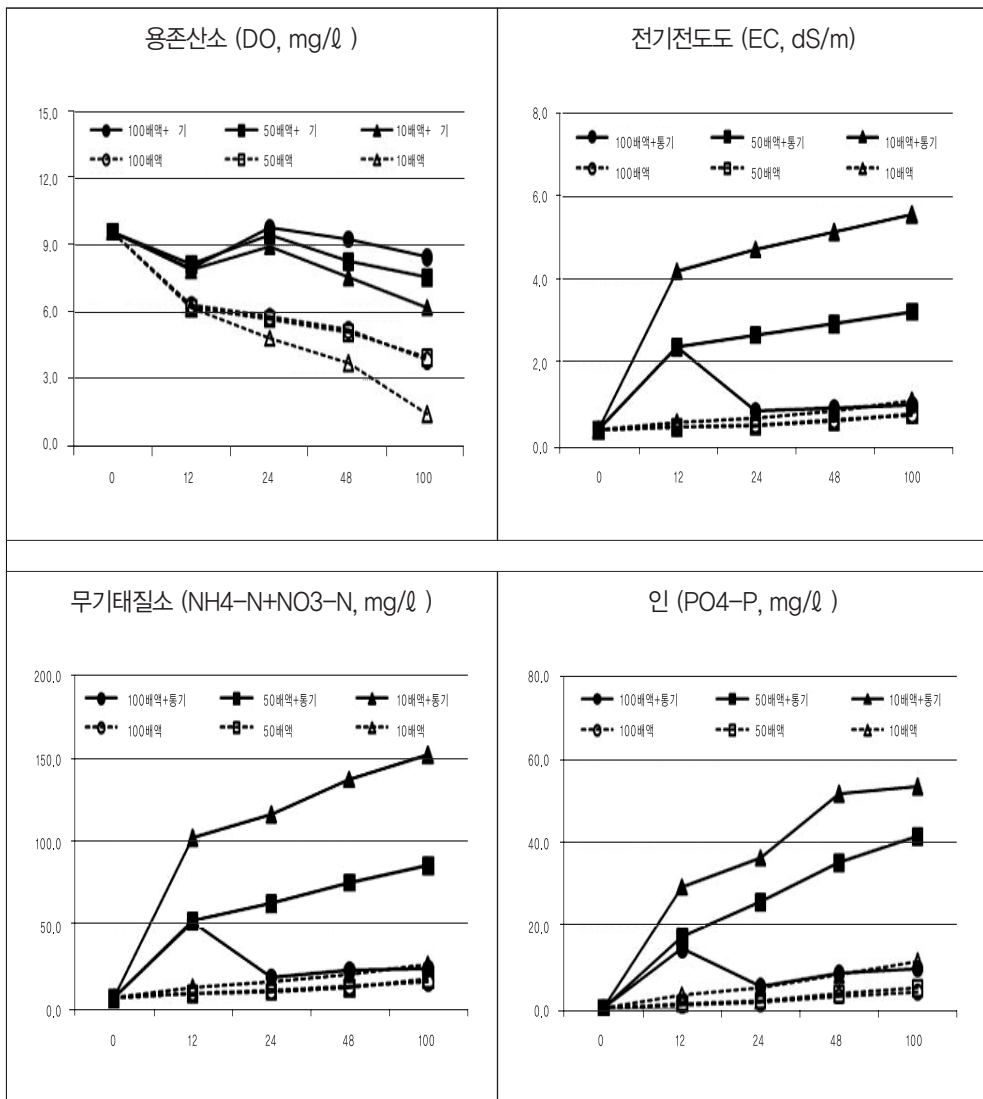 용존산소 (DO, mg/ℓ )
15.0
100배액+ 기 50배액+ 기 10배액+ 기
100배액 50배액 10배액
12.0
9.0
6.0
3.0
0.0
0 12 24 48 100
전기전도도 (EC, dS/m)
8.0
100배액+통기 50배액+통기 10배액+통기
100배액 50배액 10배액
6.0
4.0
2.0
0.0
0 12 24 48 100
무기태질소 (NH4-N+NO3-N, mg/ℓ )
200.0
100배액+통기 50배액+통기 10배액+통기
100배액 50배액 10배액
150.0
100.0
50.0
0.0
0 12 24 48 100
인 (PO4-P, mg/ℓ )
80.0
100배액+통기 50배액+통기 10배액+통기
100배액 50배액 10배액
60.0
40.0
20.0
0.0
0 12 24 48 100